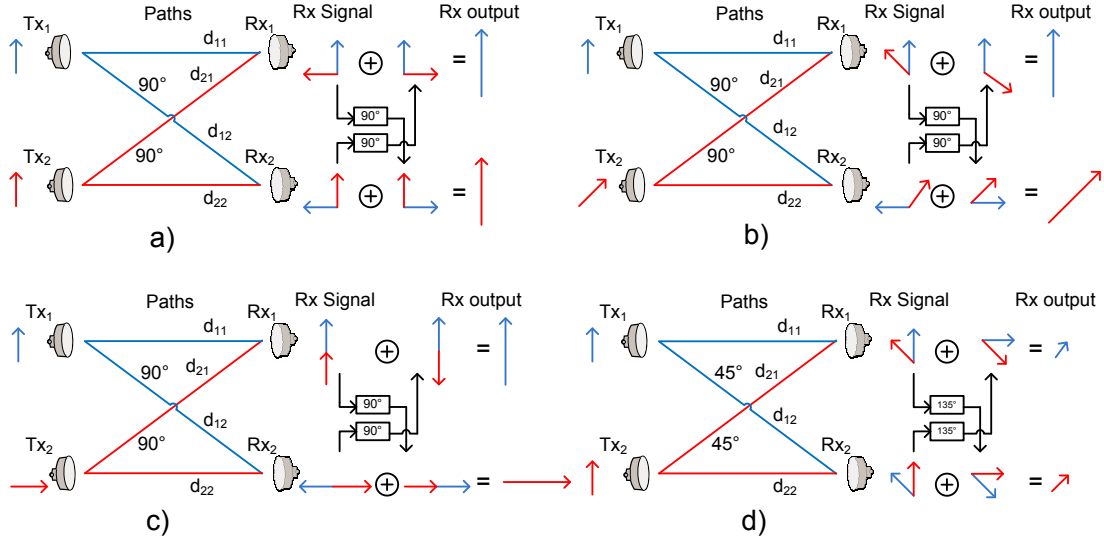 Paths Rx Signal Rx output
Tx1 Rx1
d11
d21
90°
90°
90°
d12
90°
Tx2 Rx2
d22
=
=
a)
Paths Rx Signal Rx output
Tx1 Rx1
d11
d21
90°
90°
90°
d12
90°
Tx2 Rx2
d22
=
=
b)
Paths Rx Signal Rx output
Tx1 Rx1
d11
d21
90°
90°
90°
d12
90°
Tx2 Rx2
d22
=
=
c)
Paths Rx Signal Rx output
Tx1 Rx1
d11
d21
45°
135°
135°
d12
45°
Tx2 Rx2
d22
=
=
d)